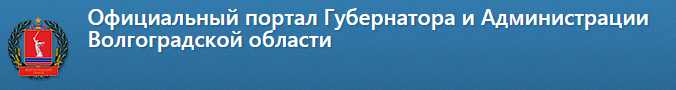 Официальный портал Губернатора и Администрации
Волгоградской области